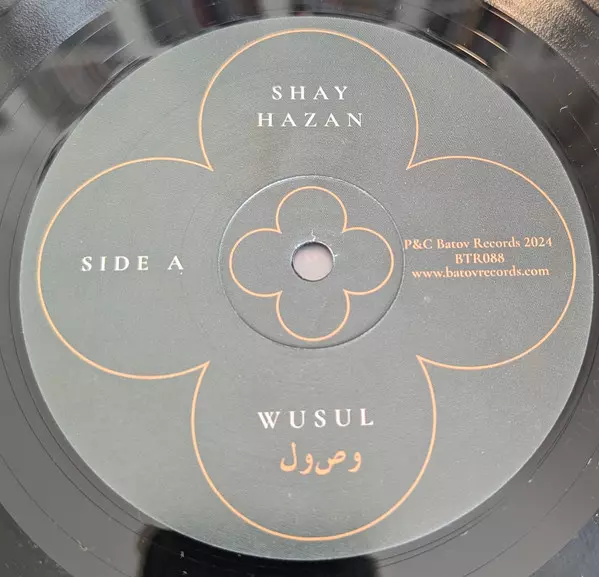 SHAY
HAZAN
SIDE A
P&C Batov Records 2024
BTR088
www.batovrecords.com
WUSUL
وصول